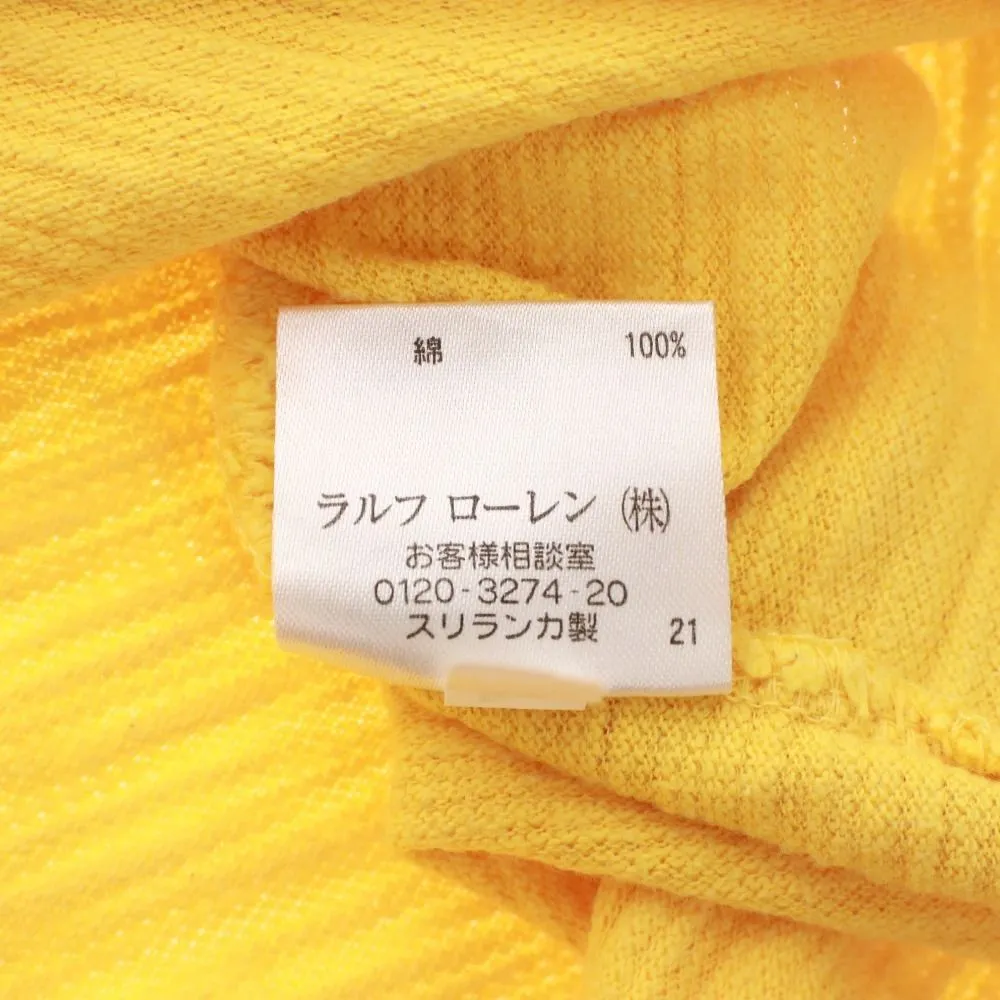 綿 100%
ラルフ ローレン (株)
お客様相談室
0120-3274-20
スリランカ製 21